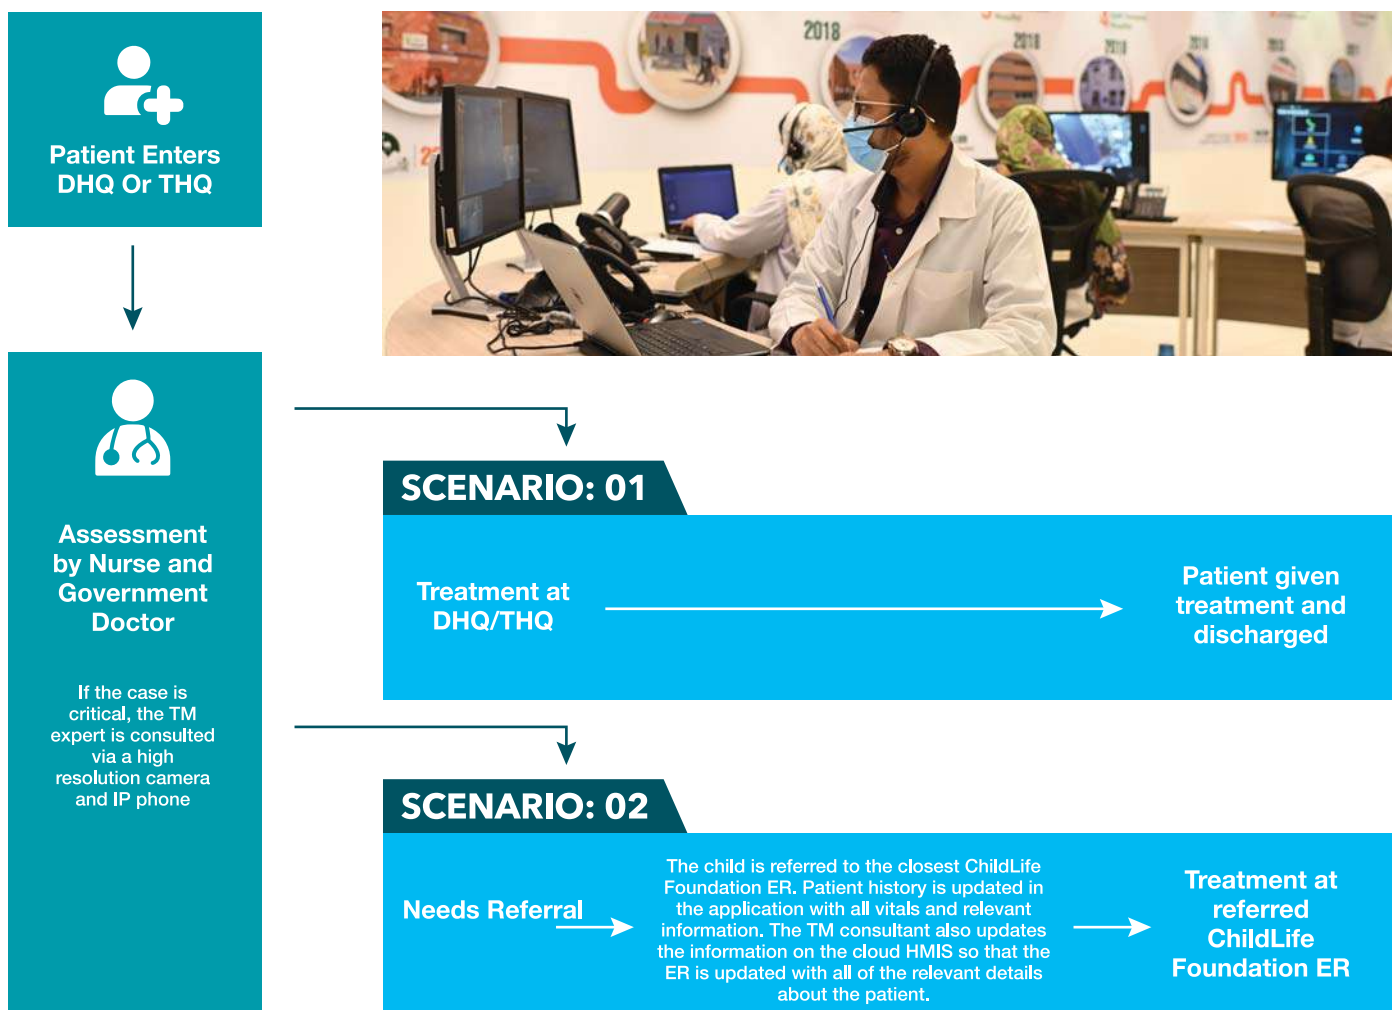 Patient Enters
DHQ Or THQ
2018
2018
2018
Assessment
by Nurse and
Government
Doctor
If the case is
critical, the TM
expert is consulted
via a high
resolution camera
and IP phone
SCENARIO: 01
Treatment at
DHQ/THQ
Patient given
treatment and
discharged
SCENARIO: 02
Needs Referral
The child is referred to the closest ChildLife
Foundation ER. Patient history is updated in
the application with all vitals and relevant
information. The TM consultant also updates
the information on the cloud HMIS so that the
ER is updated with all of the relevant details
about the patient.
Treatment at
referred
ChildLife
Foundation ER